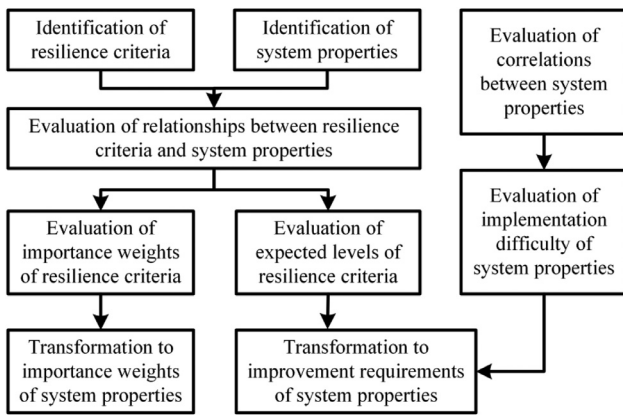 Identification of
resilience criteria
Identification of
system properties
Evaluation of
correlations
between system
properties
Evaluation of relationships between resilience
criteria and system properties
Evaluation of
importance weights
of resilience criteria
Evaluation of
expected levels of
resilience criteria
Evaluation of
implementation
difficulty of
system properties
Transformation to
importance weights
of system properties
Transformation to
improvement requirements
of system properties